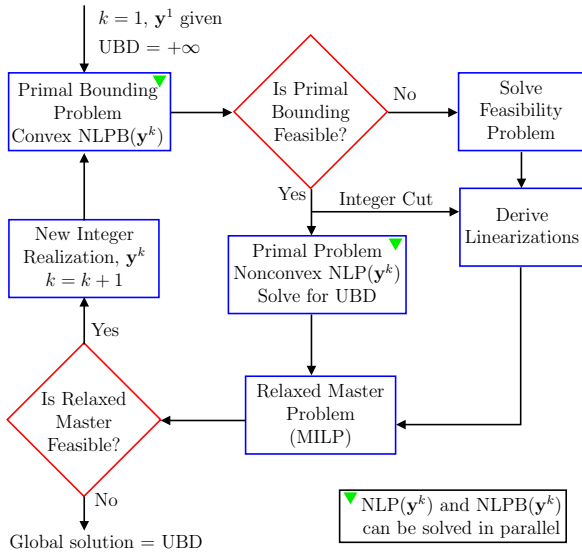 k = 1, y¹ given
UBD = +∞
Primal Bounding
Problem
Convex NLPB(yᵏ)
Is Primal
Bounding
Feasible?
No
Solve
Feasibility
Problem
Yes
Integer Cut
Derive
Linearizations
New Integer
Realization, yᵏ
k = k + 1
Primal Problem
Nonconvex NLP(yᵏ)
Solve for UBD
Yes
Is Relaxed
Master
Feasible?
Relaxed Master
Problem
(MILP)
No
Global solution = UBD
NLP(yᵏ) and NLPB(yᵏ)
can be solved in parallel